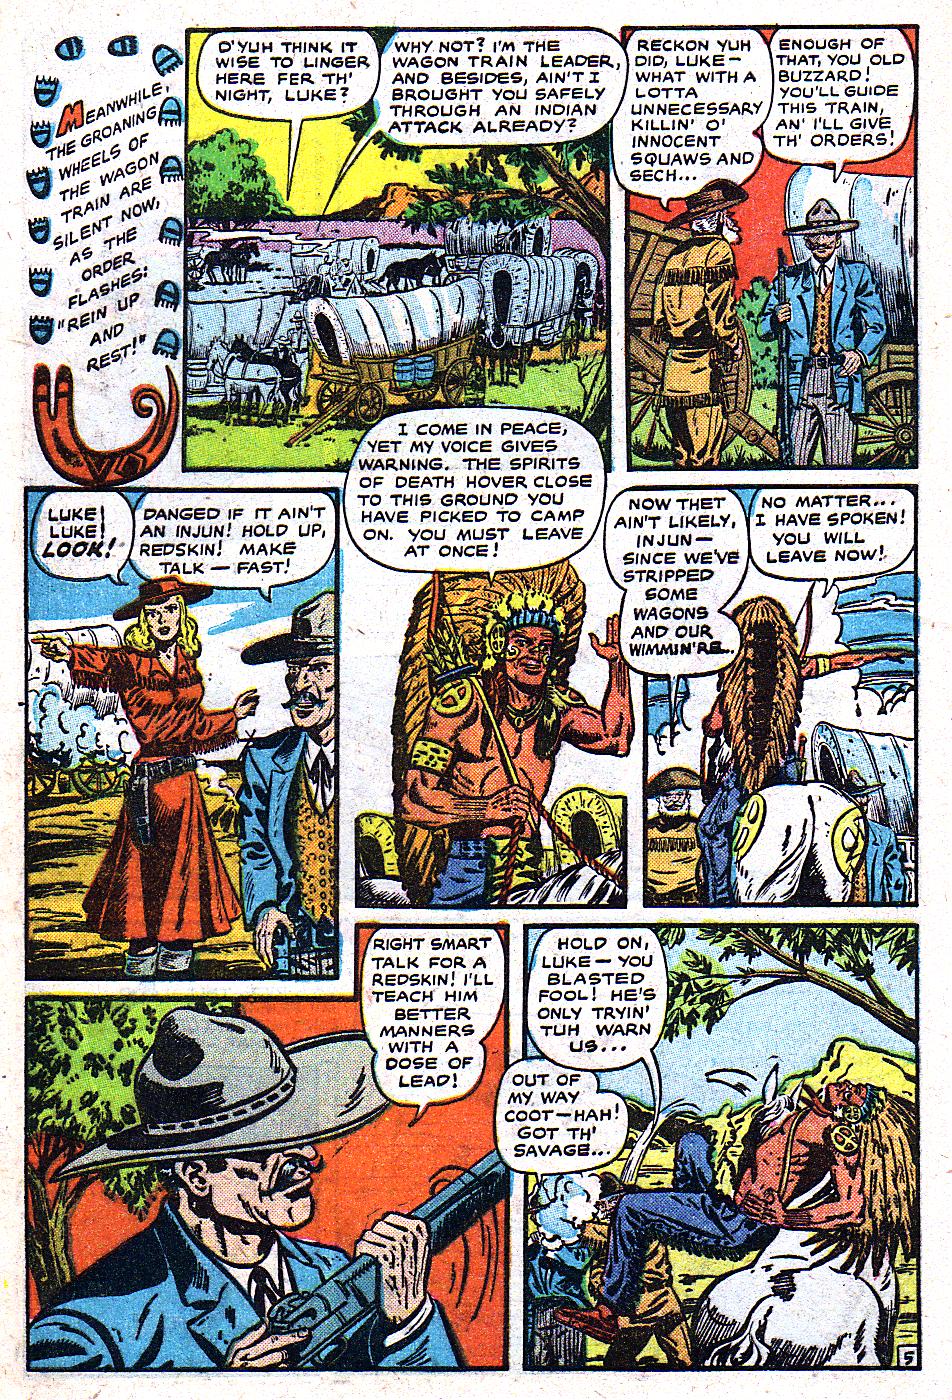 MEANWHILE,
THE GROANING
WHEELS OF
THE WAGON
TRAIN ARE
SILENT NOW,
AS THE
ORDER
FLASHES:
"REIN UP
AND
REST!"
D'YUH THINK IT
WISE TO LINGER
HERE FER TH'
NIGHT, LUKE?
WHY NOT? I'M THE
WAGON TRAIN LEADER,
AND BESIDES, AIN'T I
BROUGHT YOU SAFELY
THROUGH AN INDIAN
ATTACK ALREADY?
RECKON YUH
DID, LUKE—
WHAT WITH A
LOTTA
UNNECESSARY
KILLIN' O'
INNOCENT
SQUAWS AND
SECH...
ENOUGH OF
THAT, YOU OLD
BUZZARD!
YOU'LL GUIDE
THIS TRAIN,
AN' I'LL GIVE
TH' ORDERS!
LUKE!
LUKE!
LOOK!
DANGED IF IT AIN'T
AN INJUN! HOLD UP,
REDSKIN! MAKE
TALK — FAST!
I COME IN PEACE,
YET MY VOICE GIVES
WARNING. THE SPIRITS
OF DEATH HOVER CLOSE
TO THIS GROUND YOU
HAVE PICKED TO CAMP
ON. YOU MUST LEAVE
AT ONCE!
NOW THET
AIN'T LIKELY,
INJUN—
SINCE WE'VE
STRIPPED
SOME
WAGONS
AND OUR
WIMMIN'RE...
NO MATTER...
I HAVE SPOKEN!
YOU WILL
LEAVE NOW!
RIGHT SMART
TALK FOR A
REDSKIN! I'LL
TEACH HIM
BETTER
MANNERS
WITH A
DOSE OF
LEAD!
HOLD ON,
LUKE—YOU
BLASTED
FOOL! HE'S
ONLY TRYIN'
TUH WARN
US...
OUT OF
MY WAY
COOT—HAH!
GOT TH'
SAVAGE...
5